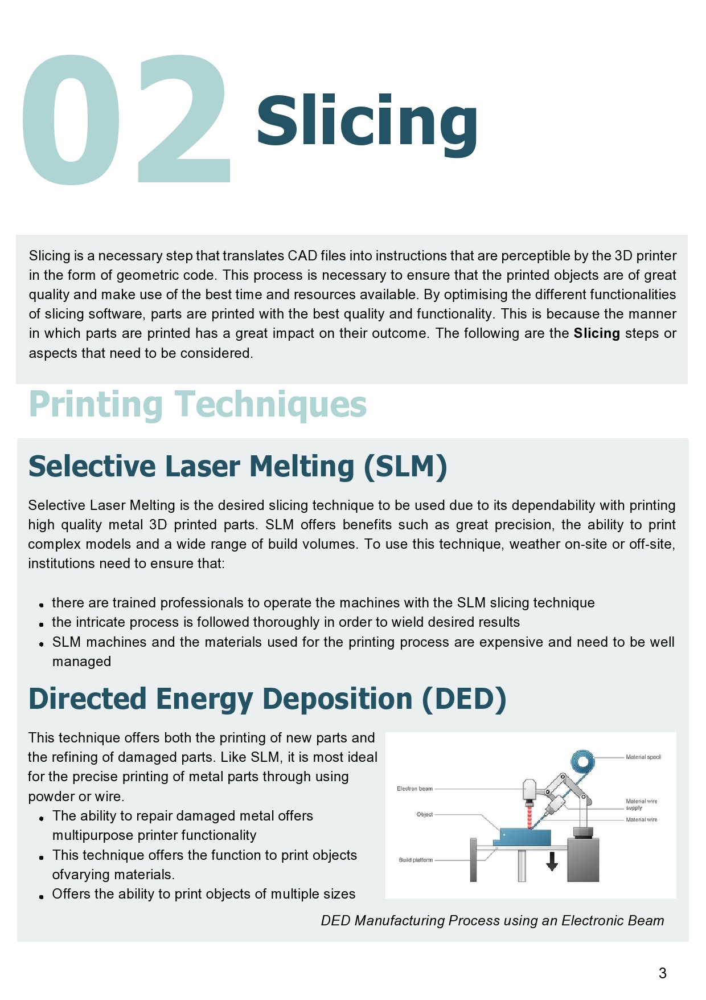 02 Slicing
Slicing is a necessary step that translates CAD files into instructions that are perceptible by the 3D printer
in the form of geometric code. This process is necessary to ensure that the printed objects are of great
quality and make use of the best time and resources available. By optimising the different functionalities
of slicing software, parts are printed with the best quality and functionality. This is because the manner
in which parts are printed has a great impact on their outcome. The following are the Slicing steps or
aspects that need to be considered.
Printing Techniques
Selective Laser Melting (SLM)
Selective Laser Melting is the desired slicing technique to be used due to its dependability with printing
high quality metal 3D printed parts. SLM offers benefits such as great precision, the ability to print
complex models and a wide range of build volumes. To use this technique, weather on-site or off-site,
institutions need to ensure that:
• there are trained professionals to operate the machines with the SLM slicing technique
• the intricate process is followed thoroughly in order to wield desired results
• SLM machines and the materials used for the printing process are expensive and need to be well
managed
Directed Energy Deposition (DED)
This technique offers both the printing of new parts and
the refining of damaged parts. Like SLM, it is most ideal
for the precise printing of metal parts through using
powder or wire.
• The ability to repair damaged metal offers
multipurpose printer functionality
• This technique offers the function to print objects
ofvarying materials.
• Offers the ability to print objects of multiple sizes
Material spool
Electron beam
Material wire
supply
Object
Material wire
Build platform
DED Manufacturing Process using an Electronic Beam
3